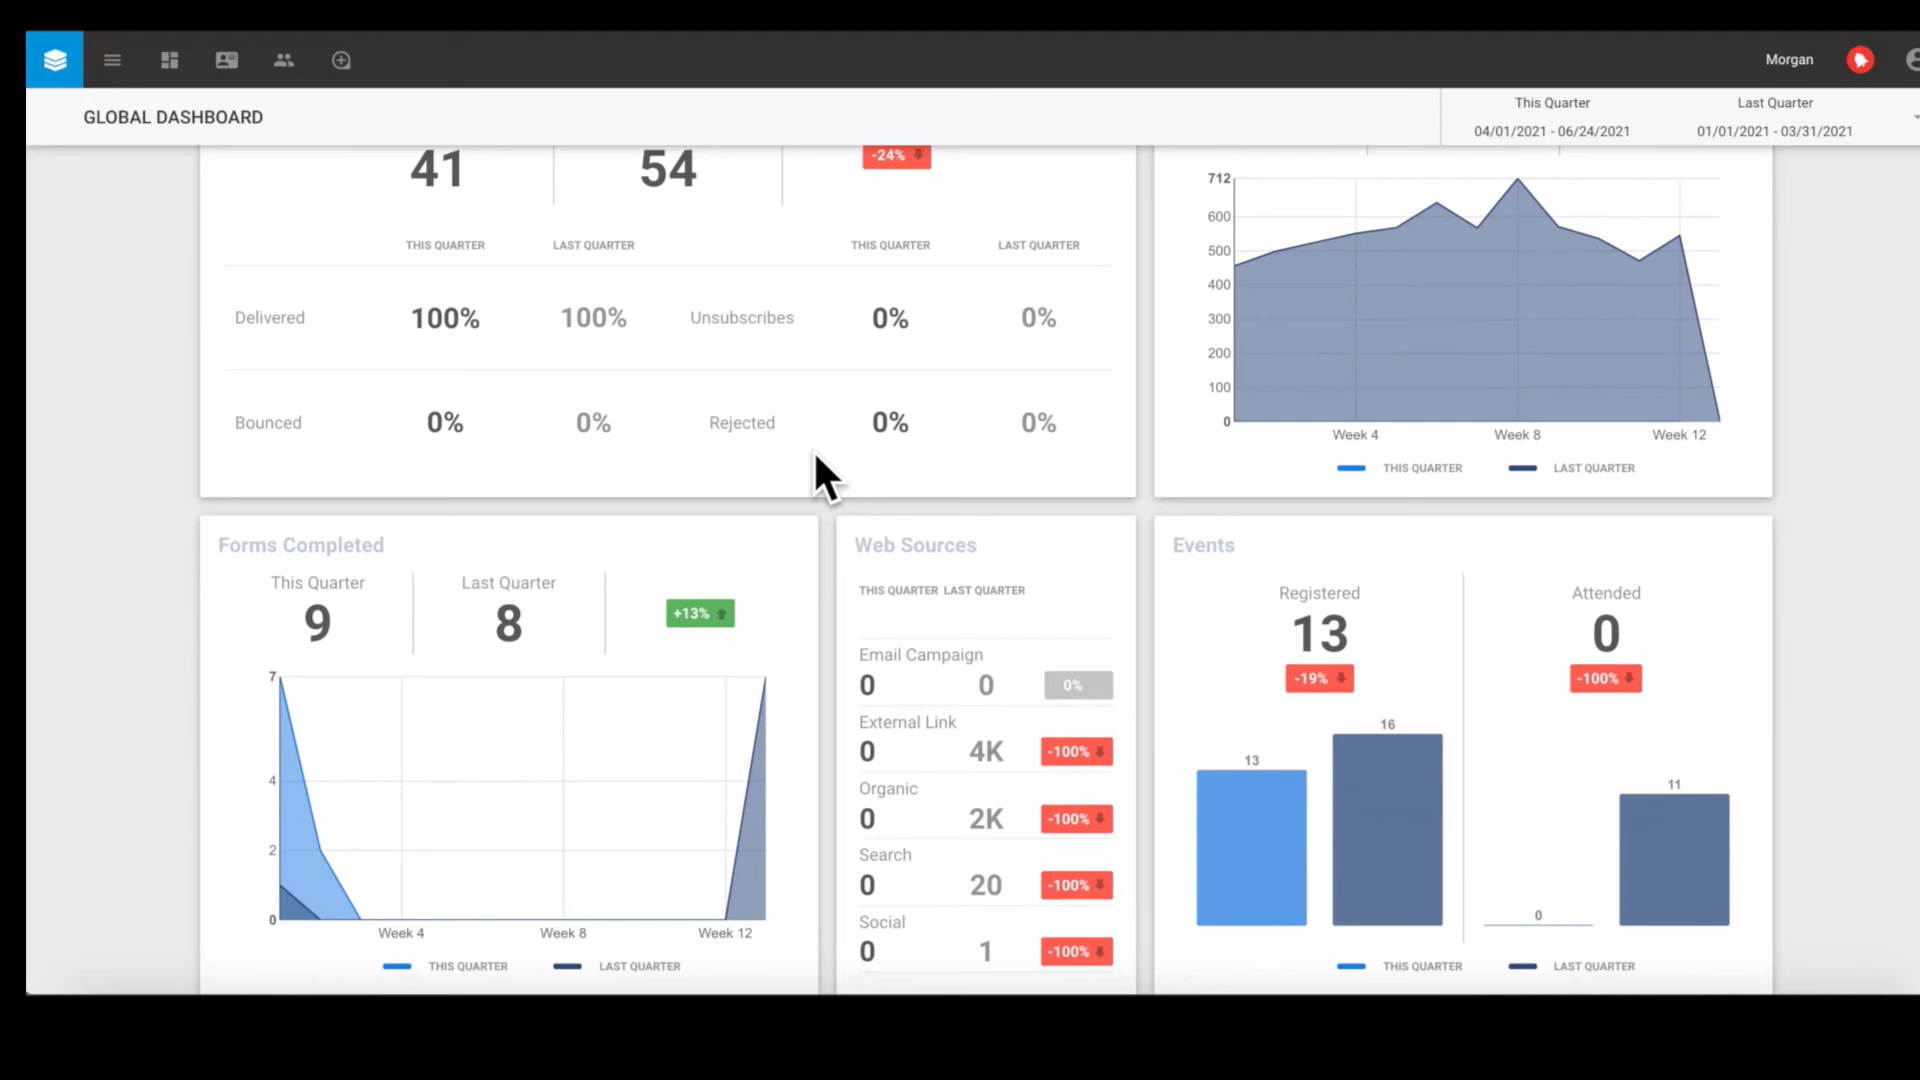 Morgan
GLOBAL DASHBOARD
This Quarter
Last Quarter
04/01/2021 - 06/24/2021
01/01/2021 - 03/31/2021
41
54
-24%
THIS QUARTER
LAST QUARTER
THIS QUARTER
LAST QUARTER
Delivered
100%
100%
Unsubscribes
0%
0%
Bounced
0%
0%
Rejected
0%
0%
712
600
500
400
300
200
100
0
Week 4
Week 8
Week 12
THIS QUARTER
LAST QUARTER
Forms Completed
This Quarter
9
Last Quarter
8
+13%
7
4
2
0
Week 4
Week 8
Week 12
THIS QUARTER
LAST QUARTER
Web Sources
THIS QUARTER LAST QUARTER
Email Campaign
0 0 0%
External Link
0 4K -100%
Organic
0 2K -100%
Search
0 20 -100%
Social
0 1 -100%
Events
Registered
13
-19%
Attended
0
-100%
13
16
0
11
THIS QUARTER
LAST QUARTER